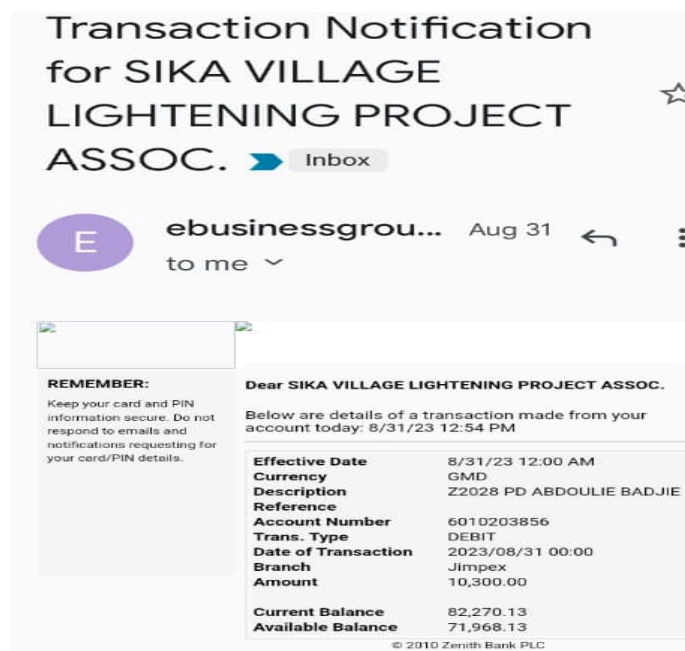 Transaction Notification
for SIKA VILLAGE
LIGHTENING PROJECT
ASSOC. Inbox
E
ebusinessgrou... Aug 31
to me
REMEMBER:
Keep your card and PIN
information secure. Do not
respond to emails and
notifications requesting for
your card/PIN details.
Dear SIKA VILLAGE LIGHTENING PROJECT ASSOC.
Below are details of a transaction made from your
account today: 8/31/23 12:54 PM
Effective Date 8/31/23 12:00 AM
Currency GMD
Description Z2028 PD ABDOULIE BADJIE
Reference
Account Number 6010203856
Trans. Type DEBIT
Date of Transaction 2023/08/31 00:00
Branch Jimpex
Amount 10,300.00
Current Balance 82,270.13
Available Balance 71,968.13
© 2010 Zenith Bank PLC